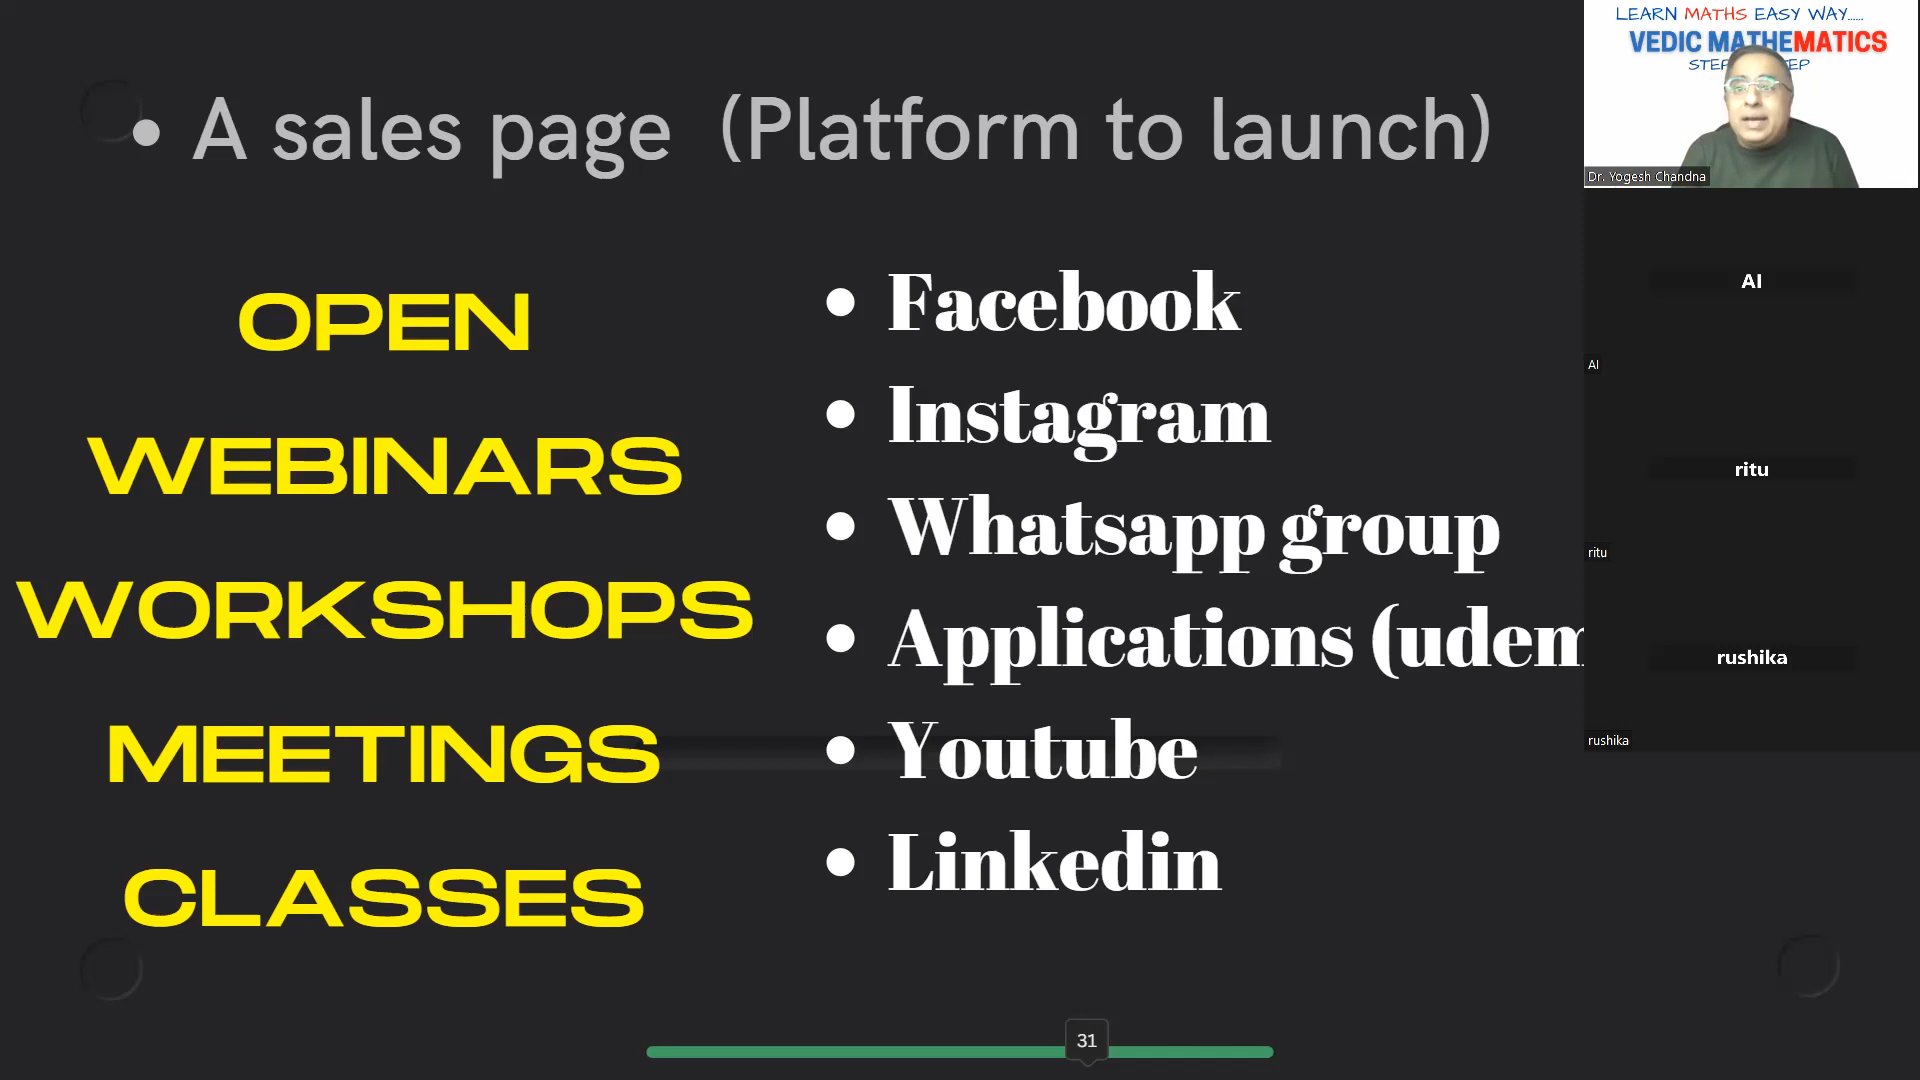 • A sales page (Platform to launch)
OPEN
WEBINARS
WORKSHOPS
MEETINGS
CLASSES
• Facebook
• Instagram
• Whatsapp group
• Applications (udem
• Youtube
• Linkedin
31
LEARN MATHS EASY WAY......
VEDIC MATHEMATICS
Dr. Yogesh Chandna
AI
AI
ritu
ritu
rushika
rushika